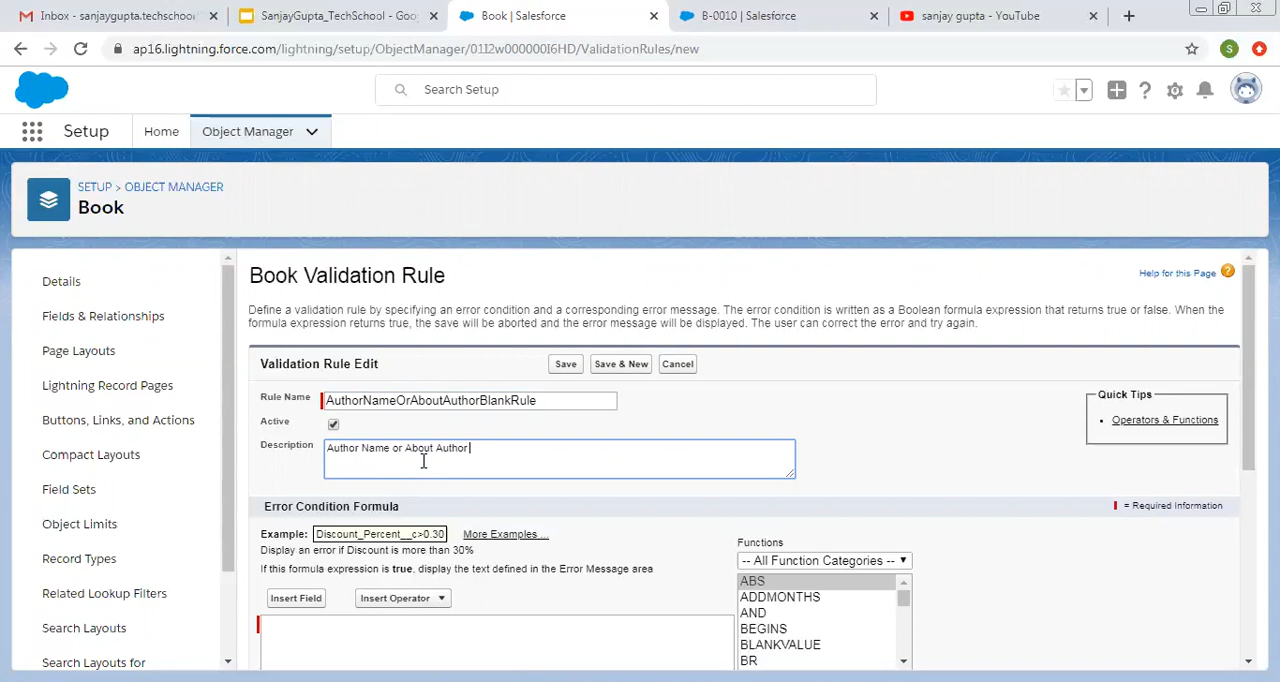 Inbox - sanjaygupta.techschool
SanjayGupta_TechSchool - Goo
Book | Salesforce
B-0010 | Salesforce
sanjay gupta - YouTube
ap16.lightning.force.com/lightning/setup/ObjectManager/01I2w000000I6HD/ValidationRules/new
S
Search Setup
Setup
Home
Object Manager
SETUP > OBJECT MANAGER
Book
Details
Fields & Relationships
Page Layouts
Lightning Record Pages
Buttons, Links, and Actions
Compact Layouts
Field Sets
Object Limits
Record Types
Related Lookup Filters
Search Layouts
Search Layouts for
Book Validation Rule
Help for this Page
Define a validation rule by specifying an error condition and a corresponding error message. The error condition is written as a Boolean formula expression that returns true or false. When the
formula expression returns true, the save will be aborted and the error message will be displayed. The user can correct the error and try again.
Validation Rule Edit
Save
Save & New
Cancel
Rule Name
AuthorNameOrAboutAuthorBlankRule
Active
Description
Author Name or About Author
Quick Tips
• Operators & Functions
Error Condition Formula
= Required Information
Example: Discount_Percent__c>0.30 More Examples ...
Display an error if Discount is more than 30%
If this formula expression is true, display the text defined in the Error Message area
Insert Field
Insert Operator
Functions
-- All Function Categories --
ABS
ADDMONTHS
AND
BEGINS
BLANKVALUE
BR